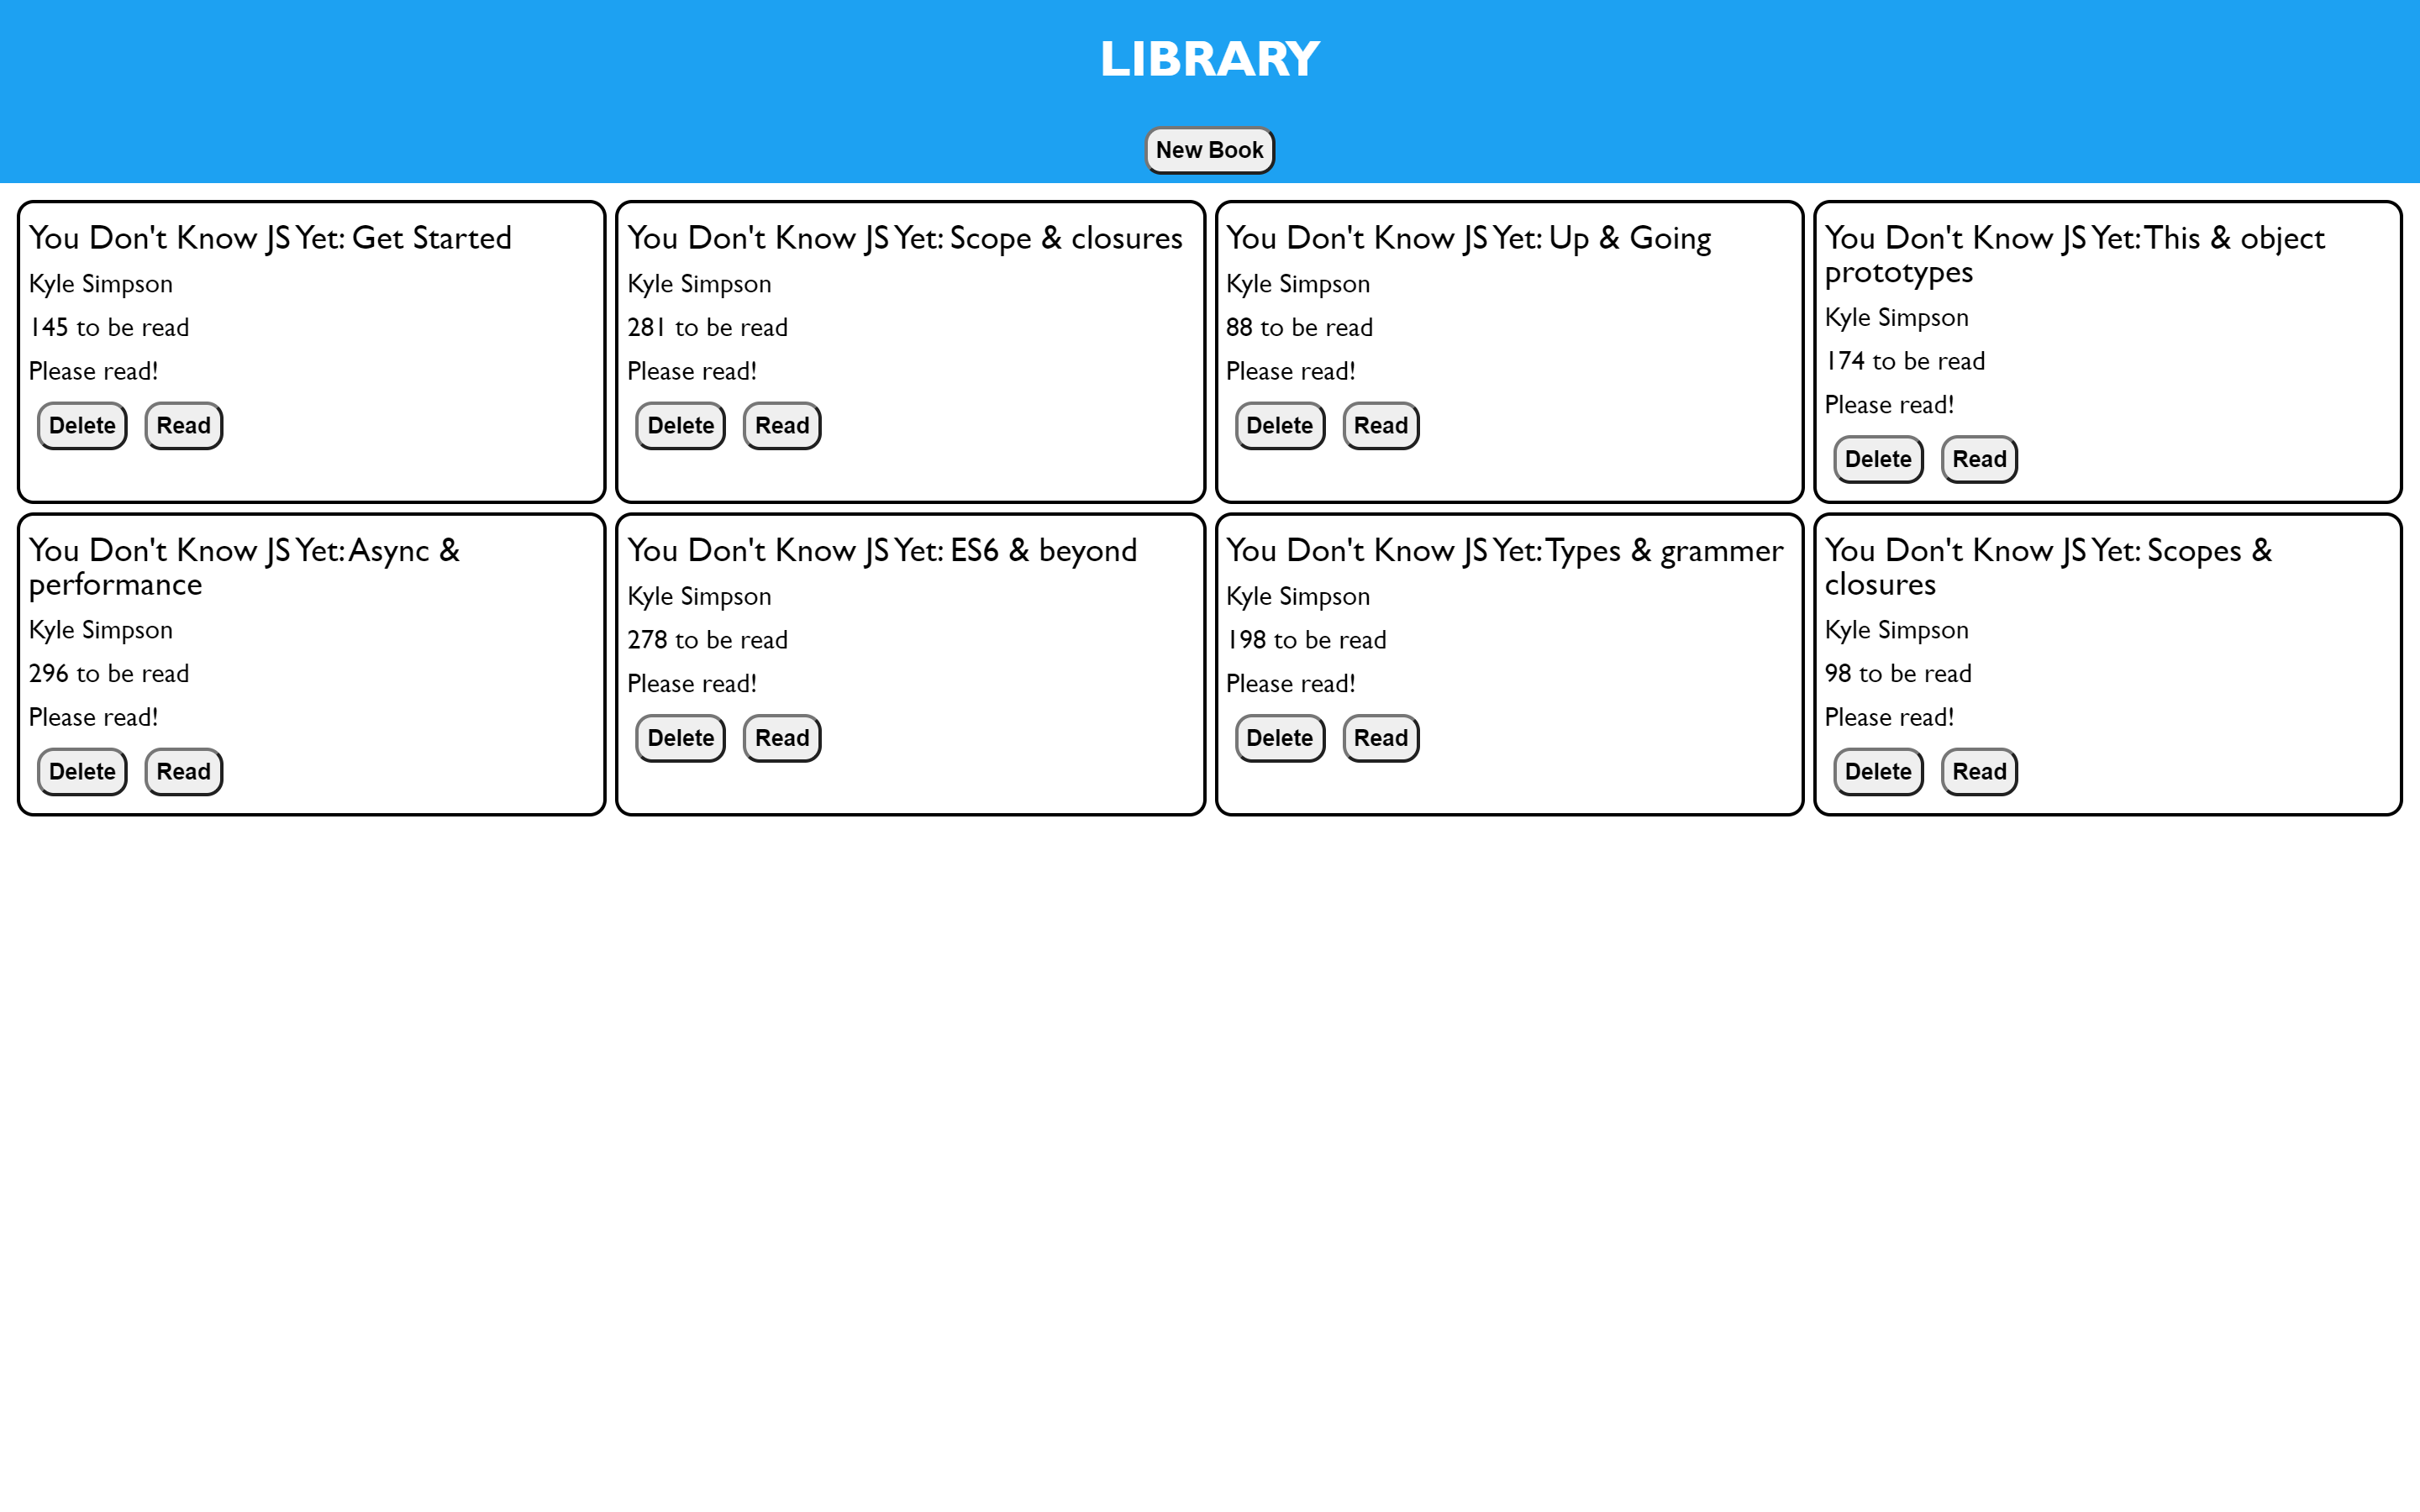 LIBRARY
New Book
You Don't Know JS Yet: Get Started
Kyle Simpson
145 to be read
Please read!
Delete Read
You Don't Know JS Yet: Scope & closures
Kyle Simpson
281 to be read
Please read!
Delete Read
You Don't Know JS Yet: Up & Going
Kyle Simpson
88 to be read
Please read!
Delete Read
You Don't Know JS Yet: This & object
prototypes
Kyle Simpson
174 to be read
Please read!
Delete Read
You Don't Know JS Yet: Async &
performance
Kyle Simpson
296 to be read
Please read!
Delete Read
You Don't Know JS Yet: ES6 & beyond
Kyle Simpson
278 to be read
Please read!
Delete Read
You Don't Know JS Yet: Types & grammer
Kyle Simpson
198 to be read
Please read!
Delete Read
You Don't Know JS Yet: Scopes &
closures
Kyle Simpson
98 to be read
Please read!
Delete Read